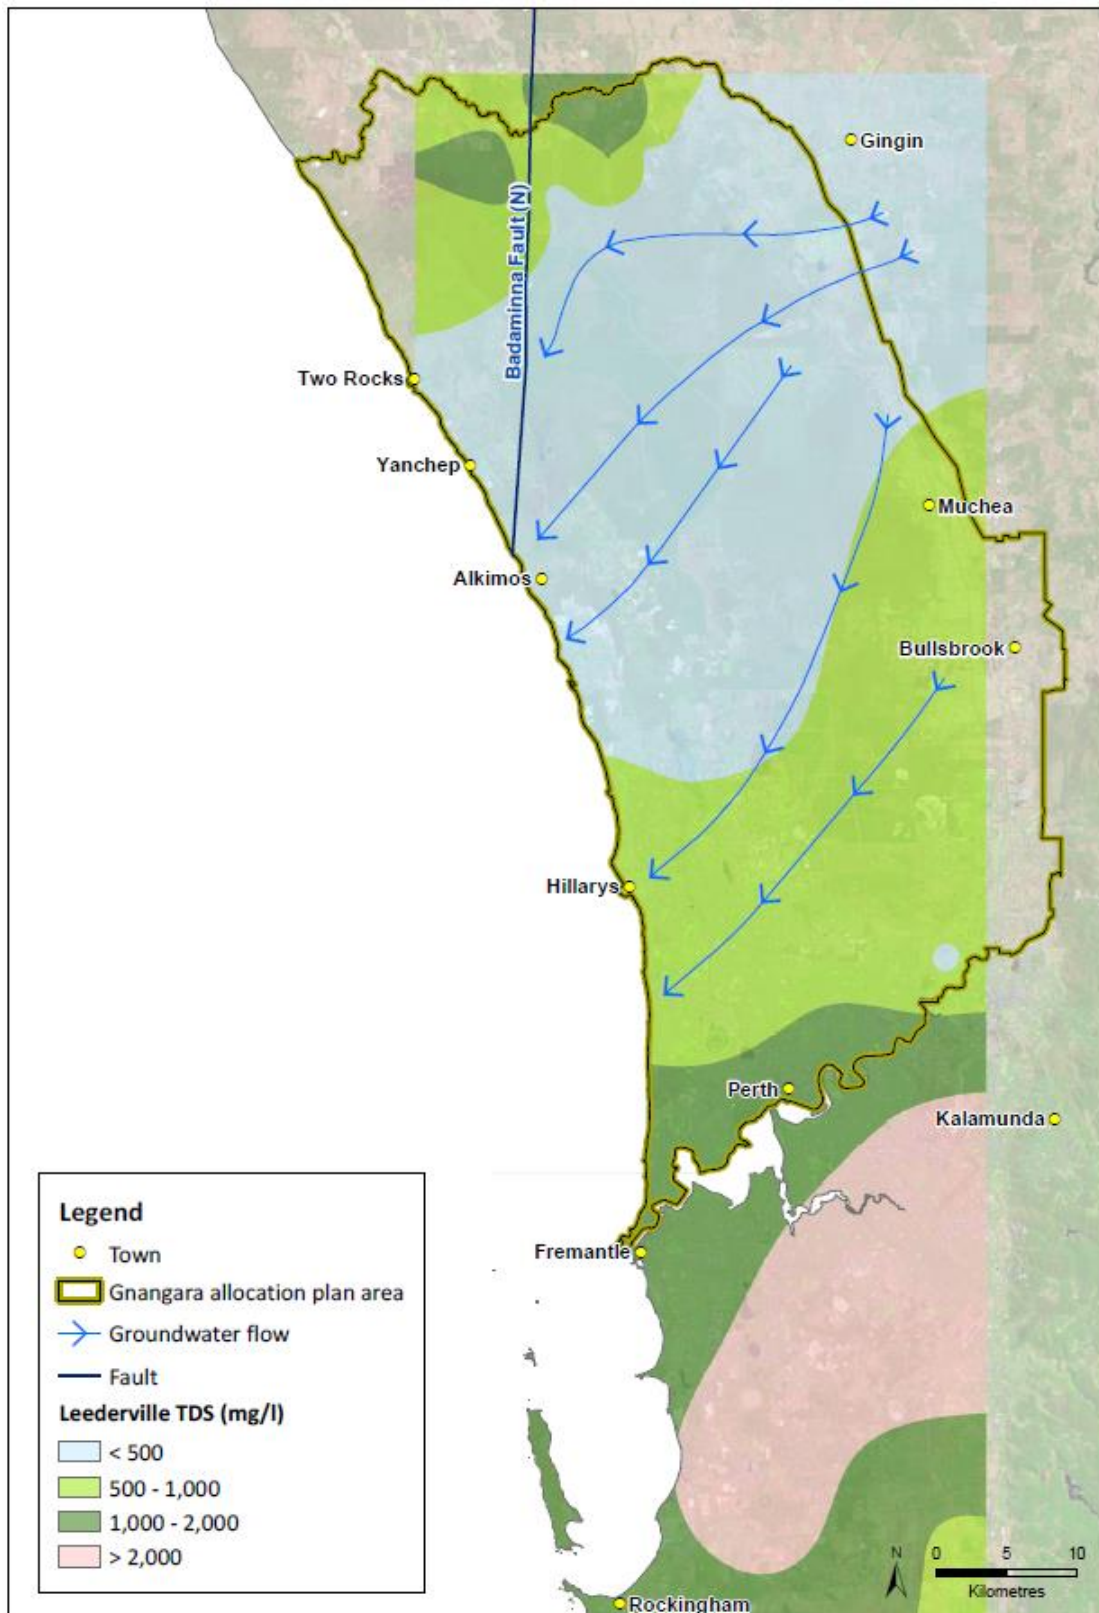 Gingin
Badaminna Fault (N)
Two Rocks
Yanchep
Muchea
Alkimos
Bullsbrook
Hillarys
Perth
Kalamunda
Fremantle
Rockingham
Legend
Town
Gnangara allocation plan area
Groundwater flow
Fault
Leederville TDS (mg/l)
< 500
500 - 1,000
1,000 - 2,000
> 2,000
N
0 5 10
Kilometres